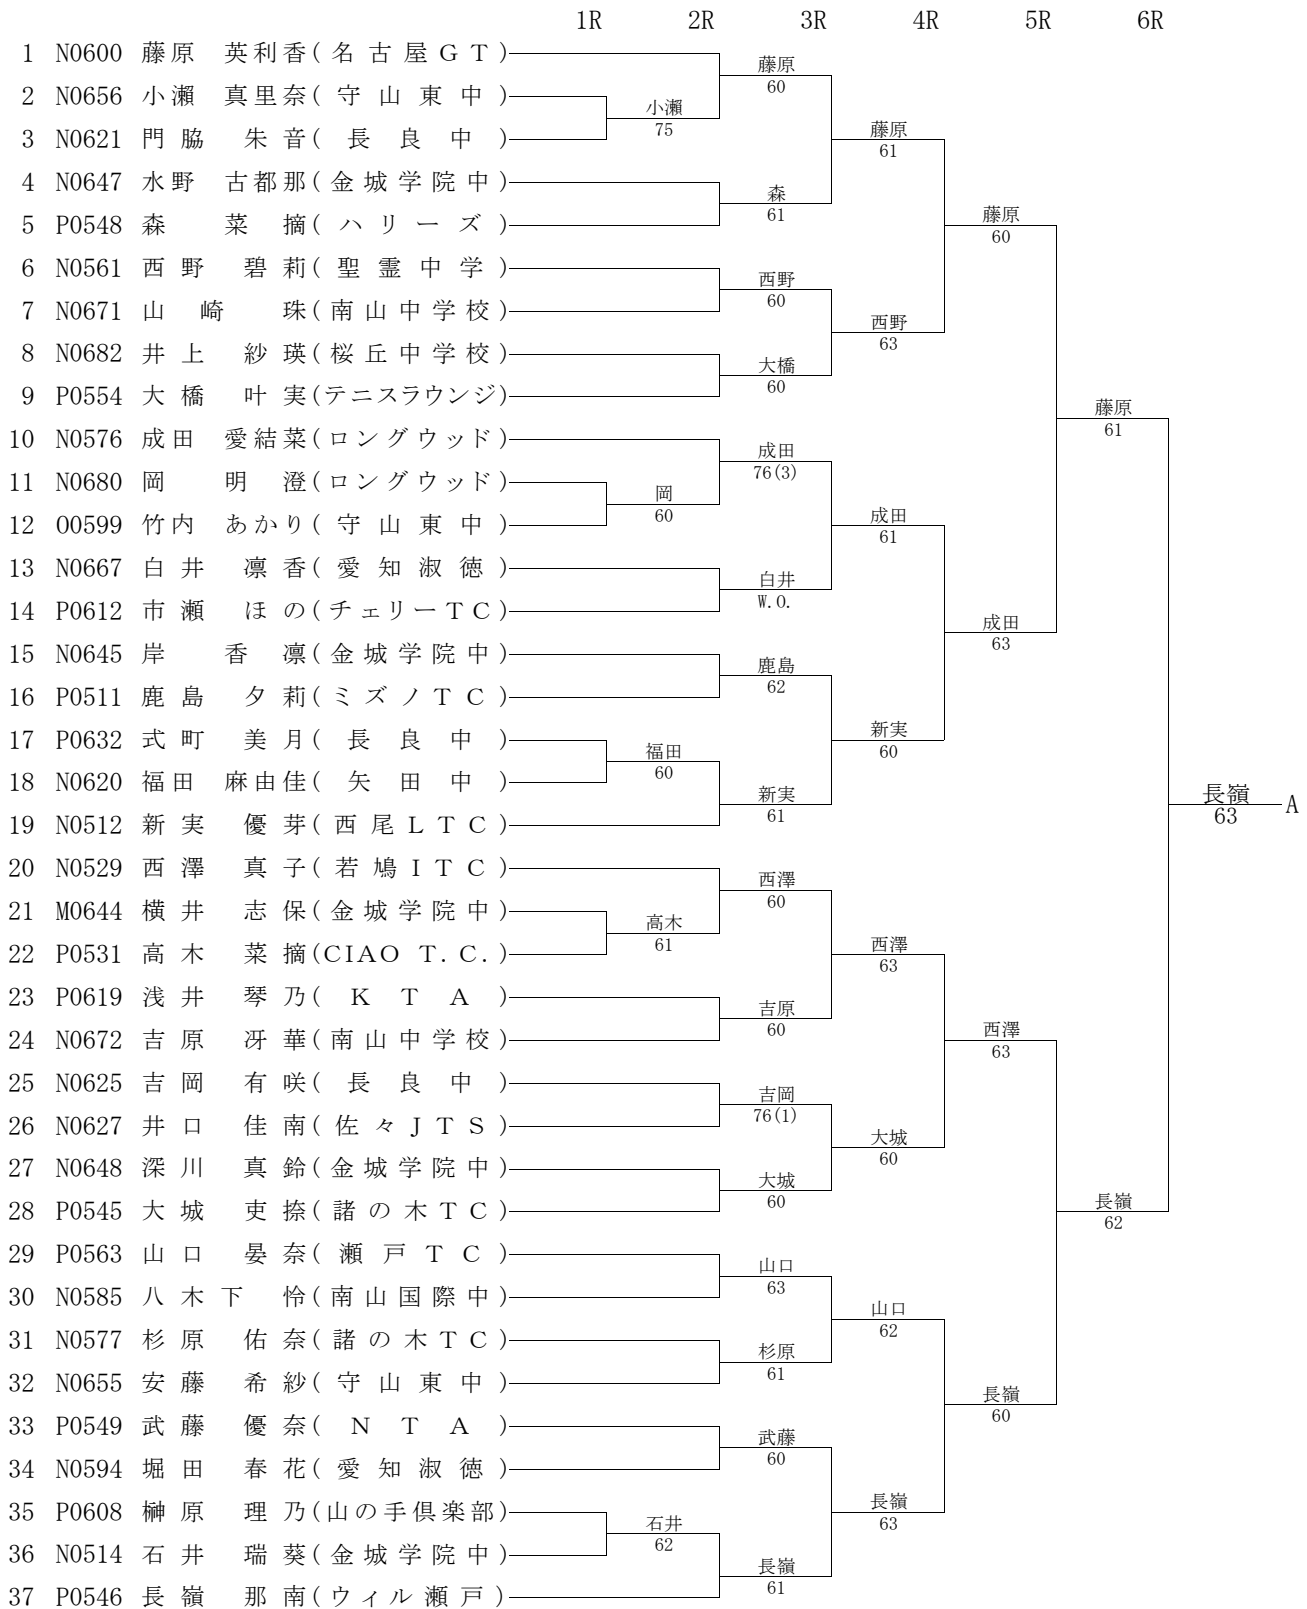 1R 2R 3R 4R 5R 6R
1 N0600 藤原 英利香(名古屋GT)
藤原
60
2 N0656 小瀬 真里奈(守山東中)
小瀬
75
3 N0621 門脇 朱音(長良中)
藤原
61
4 N0647 水野 古都那(金城学院中)
森
61
5 P0548 森 菜摘(ハリーズ)
藤原
60
6 N0561 西野 碧莉(聖霊中学)
西野
60
7 N0671 山崎 珠(南山中学校)
西野
63
8 N0682 井上 紗瑛(桜丘中学校)
大橋
60
9 P0554 大橋 叶実(テニスラウンジ)
藤原
61
10 N0576 成田 愛結菜(ロングウッド)
成田
76(3)
11 N0680 岡 明澄(ロングウッド)
岡
60
12 O0599 竹内 あかり(守山東中)
成田
61
13 N0667 白井 凛香(愛知淑徳)
白井
W.O.
14 P0612 市瀬 ほの(チェリーTC)
成田
63
15 N0645 岸 香凛(金城学院中)
鹿島
62
16 P0511 鹿島 夕莉(ミズノTC)
新実
60
17 P0632 式町 美月(長良中)
福田
60
18 N0620 福田 麻由佳(矢田中)
新実
61
長嶺
63
A
19 N0512 新実 優芽(西尾LTC)
20 N0529 西澤 真子(若鳩ITC)
西澤
60
21 M0644 横井 志保(金城学院中)
高木
61
22 P0531 高木 菜摘(CIAO T.C.)
西澤
63
23 P0619 浅井 琴乃(KTA)
吉原
60
24 N0672 吉原 冴華(南山中学校)
西澤
63
25 N0625 吉岡 有咲(長良中)
吉岡
76(1)
26 N0627 井口 佳南(佐々JTS)
大城
60
27 N0648 深川 真鈴(金城学院中)
大城
60
28 P0545 大城 吏捺(諸の木TC)
長嶺
62
29 P0563 山口 晏奈(瀬戸TC)
山口
63
30 N0585 八木下 怜(南山国際中)
山口
62
31 N0577 杉原 佑奈(諸の木TC)
杉原
61
32 N0655 安藤 希紗(守山東中)
長嶺
60
33 P0549 武藤 優奈(NTA)
武藤
60
34 N0594 堀田 春花(愛知淑徳)
長嶺
63
35 P0608 榊原 理乃(山の手倶楽部)
石井
62
36 N0514 石井 瑞葵(金城学院中)
長嶺
61
37 P0546 長嶺 那南(ウィル瀬戸)